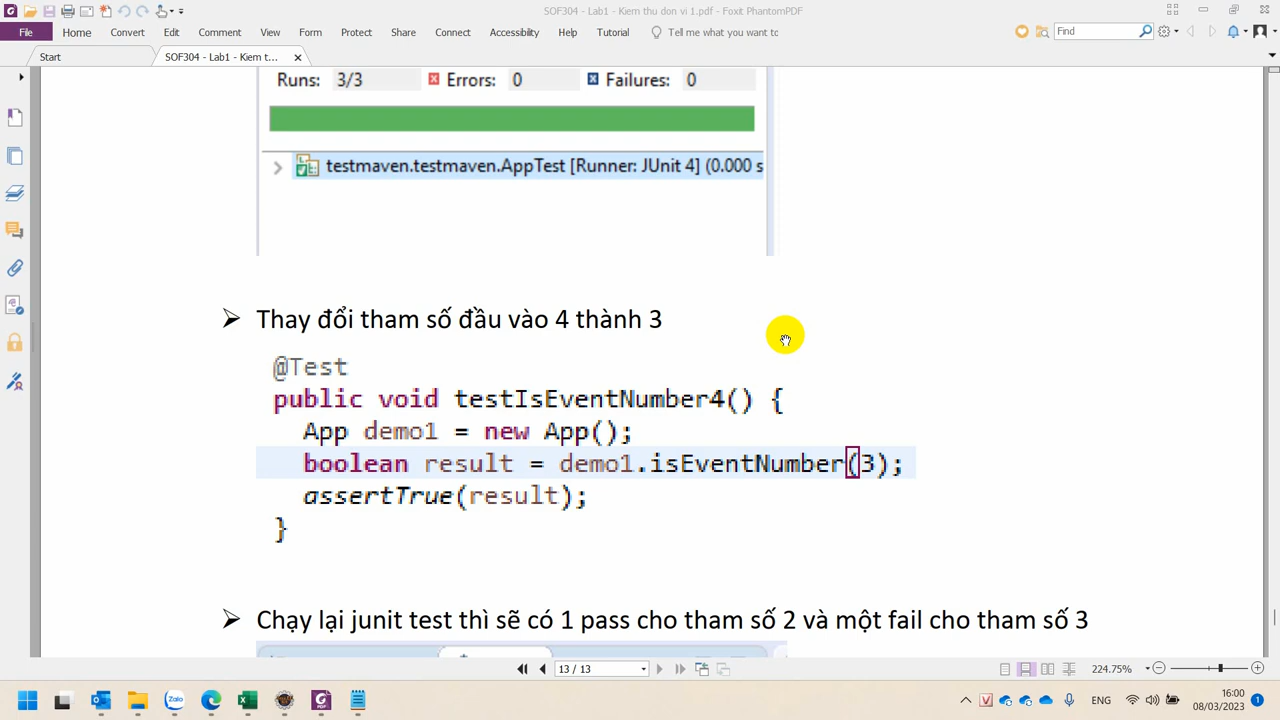 SOF304 - Lab1 - Kiem thu don vi 1.pdf - Foxit PhantomPDF
File Home Convert Edit Comment View Form Protect Share Connect Accessibility Help Tutorial Tell me what you want tc Find
Start SOF304 - Lab1 - Kiem thu don vi 1... 
Runs: 3/3 Errors: 0 Failures: 0
testmaven.testmaven.AppTest [Runner: JUnit 4] (0.000 s
➢ Thay đổi tham số đầu vào 4 thành 3
@Test
public void testIsEventNumber4() {
App demo1 = new App();
boolean result = demo1.isEventNumber(3);
assertTrue(result);
}
➢ Chạy lại junit test thì sẽ có 1 pass cho tham số 2 và một fail cho tham số 3
13 / 13 224.75%
Zalo ENG 16:00
08/03/2023